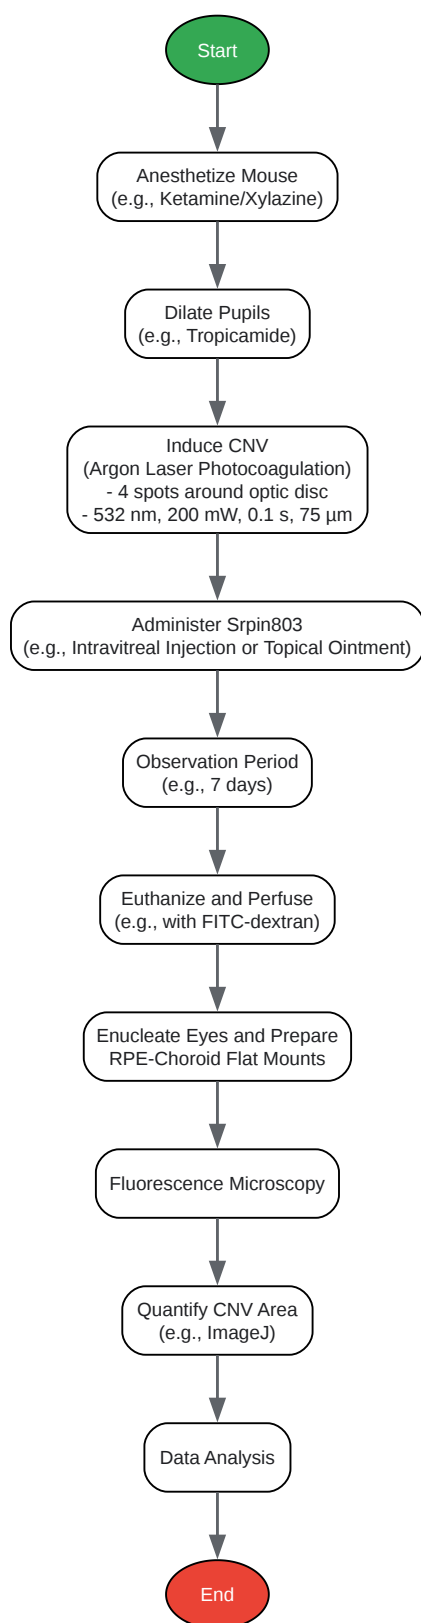 Start
Anesthetize Mouse
(e.g., Ketamine/Xylazine)
Dilate Pupils
(e.g., Tropicamide)
Induce CNV
(Argon Laser Photocoagulation)
- 4 spots around optic disc
- 532 nm, 200 mW, 0.1 s, 75 µm
Administer Srpin803
(e.g., Intravitreal Injection or Topical Ointment)
Observation Period
(e.g., 7 days)
Euthanize and Perfuse
(e.g., with FITC-dextran)
Enucleate Eyes and Prepare
RPE-Choroid Flat Mounts
Fluorescence Microscopy
Quantify CNV Area
(e.g., ImageJ)
Data Analysis
End